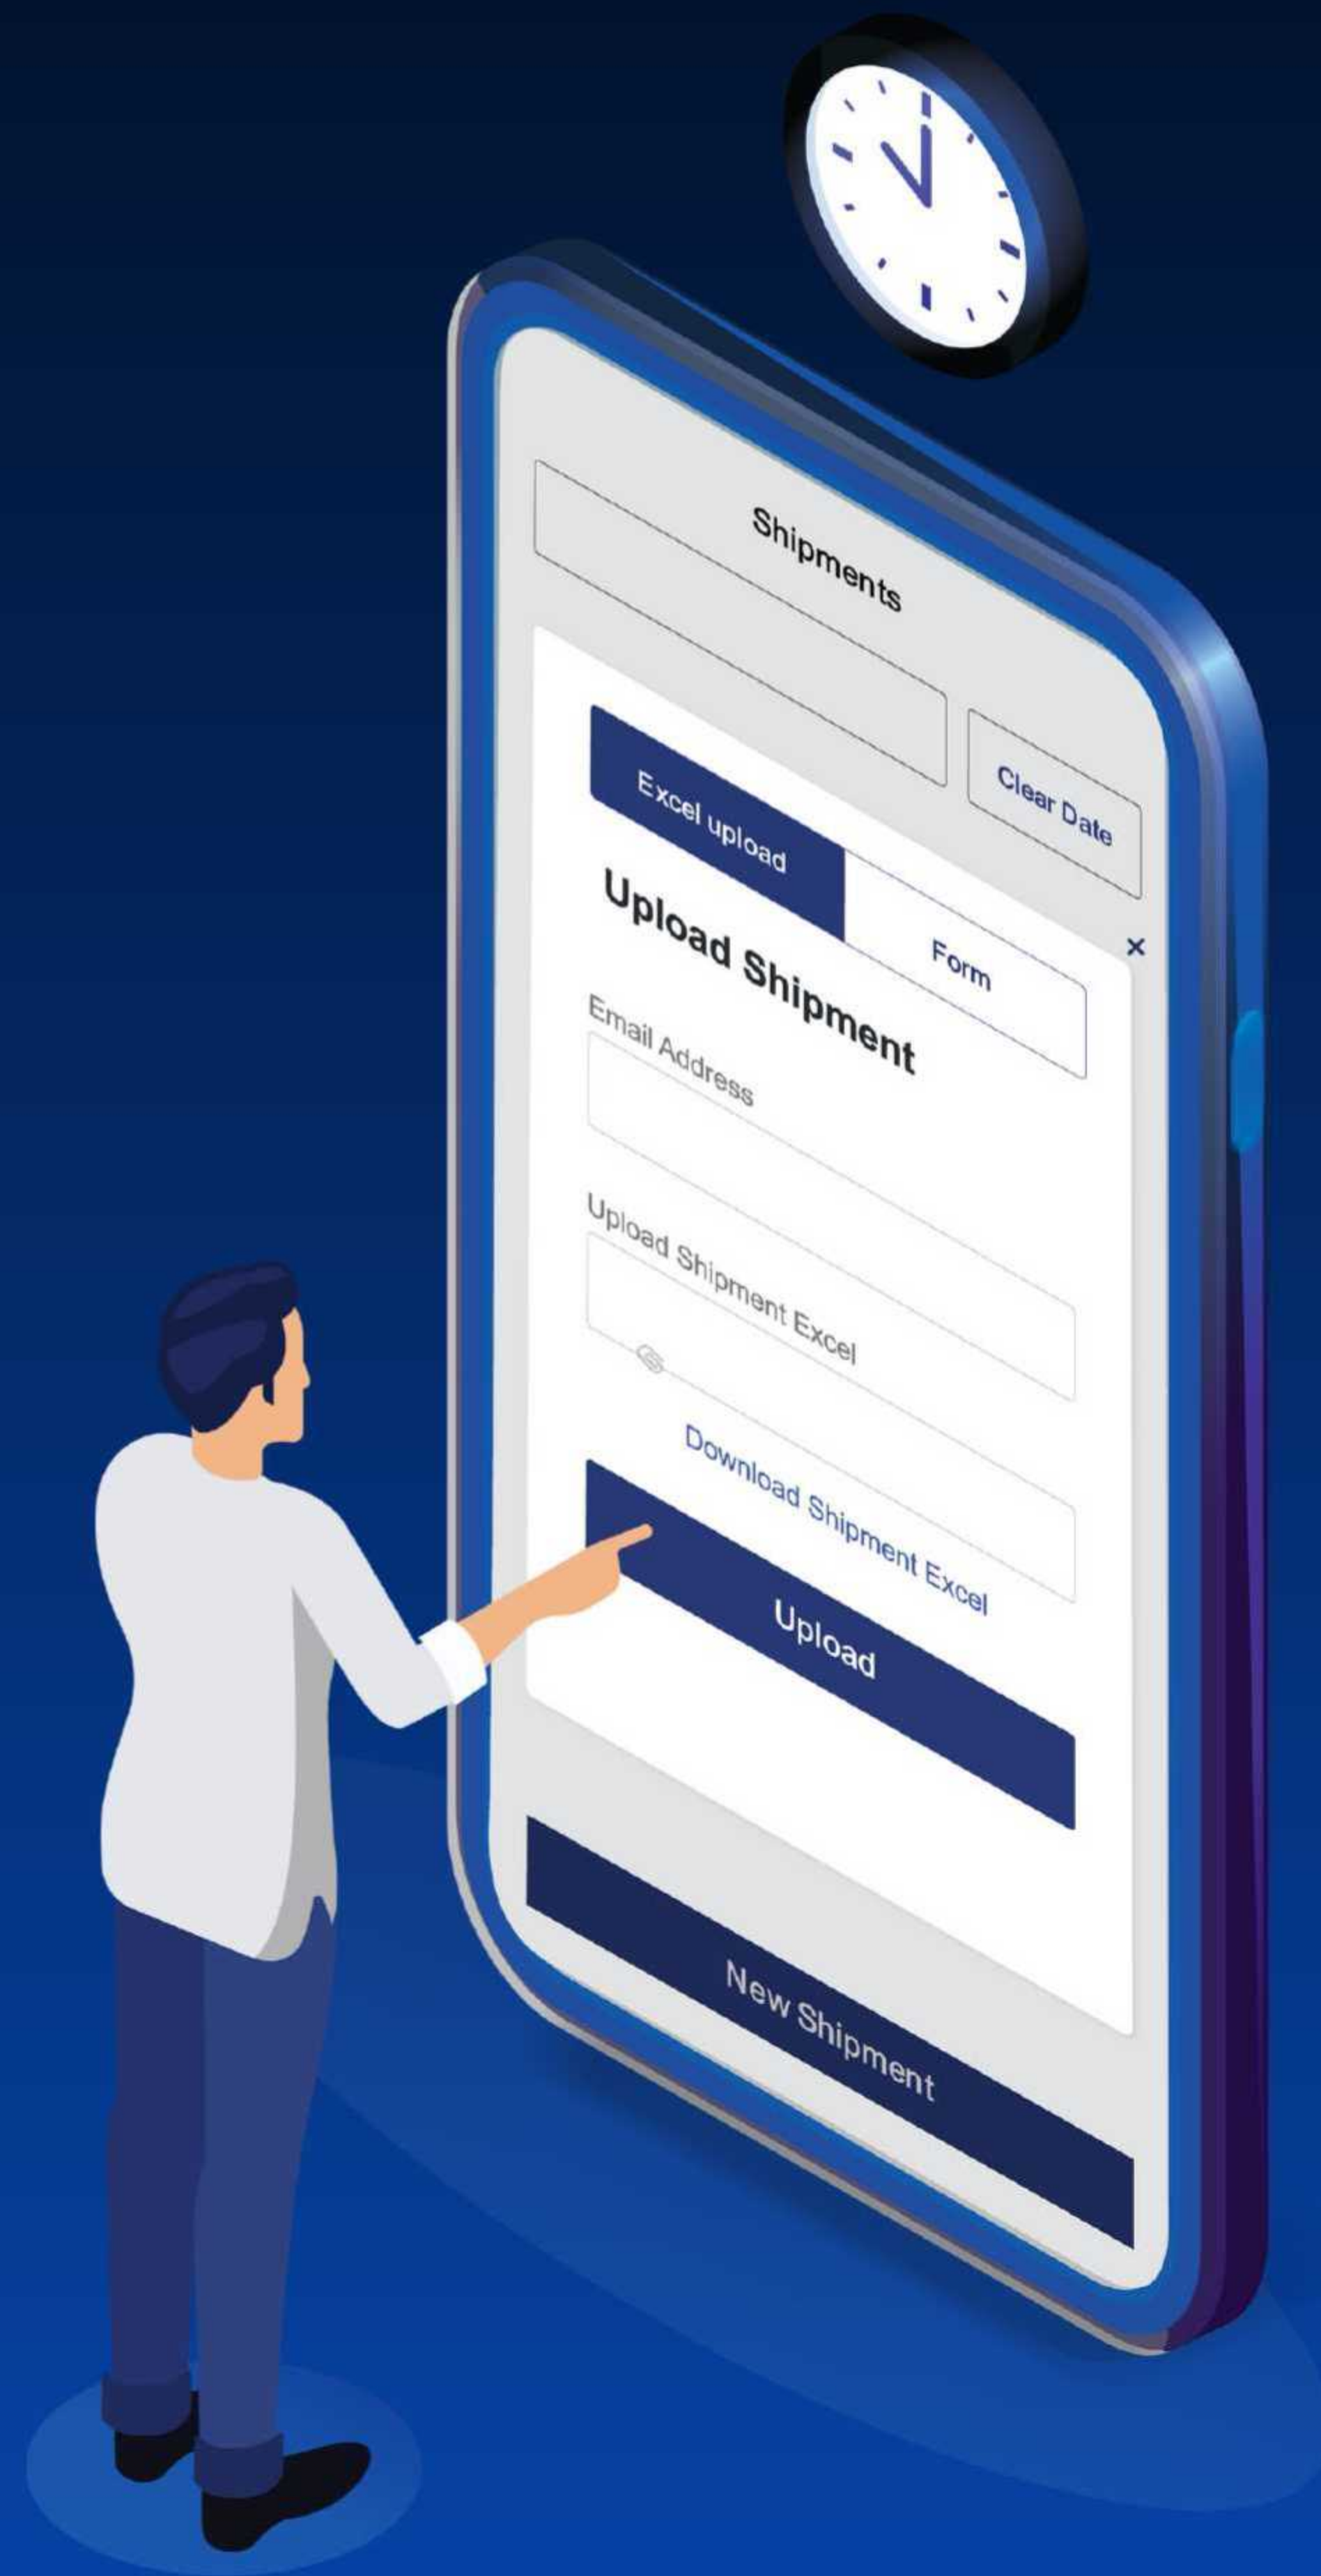 Shipments
Clear Date
Excel upload
Form
×
Upload Shipment
Email Address
Upload Shipment Excel
Download Shipment Excel
Upload
New Shipment